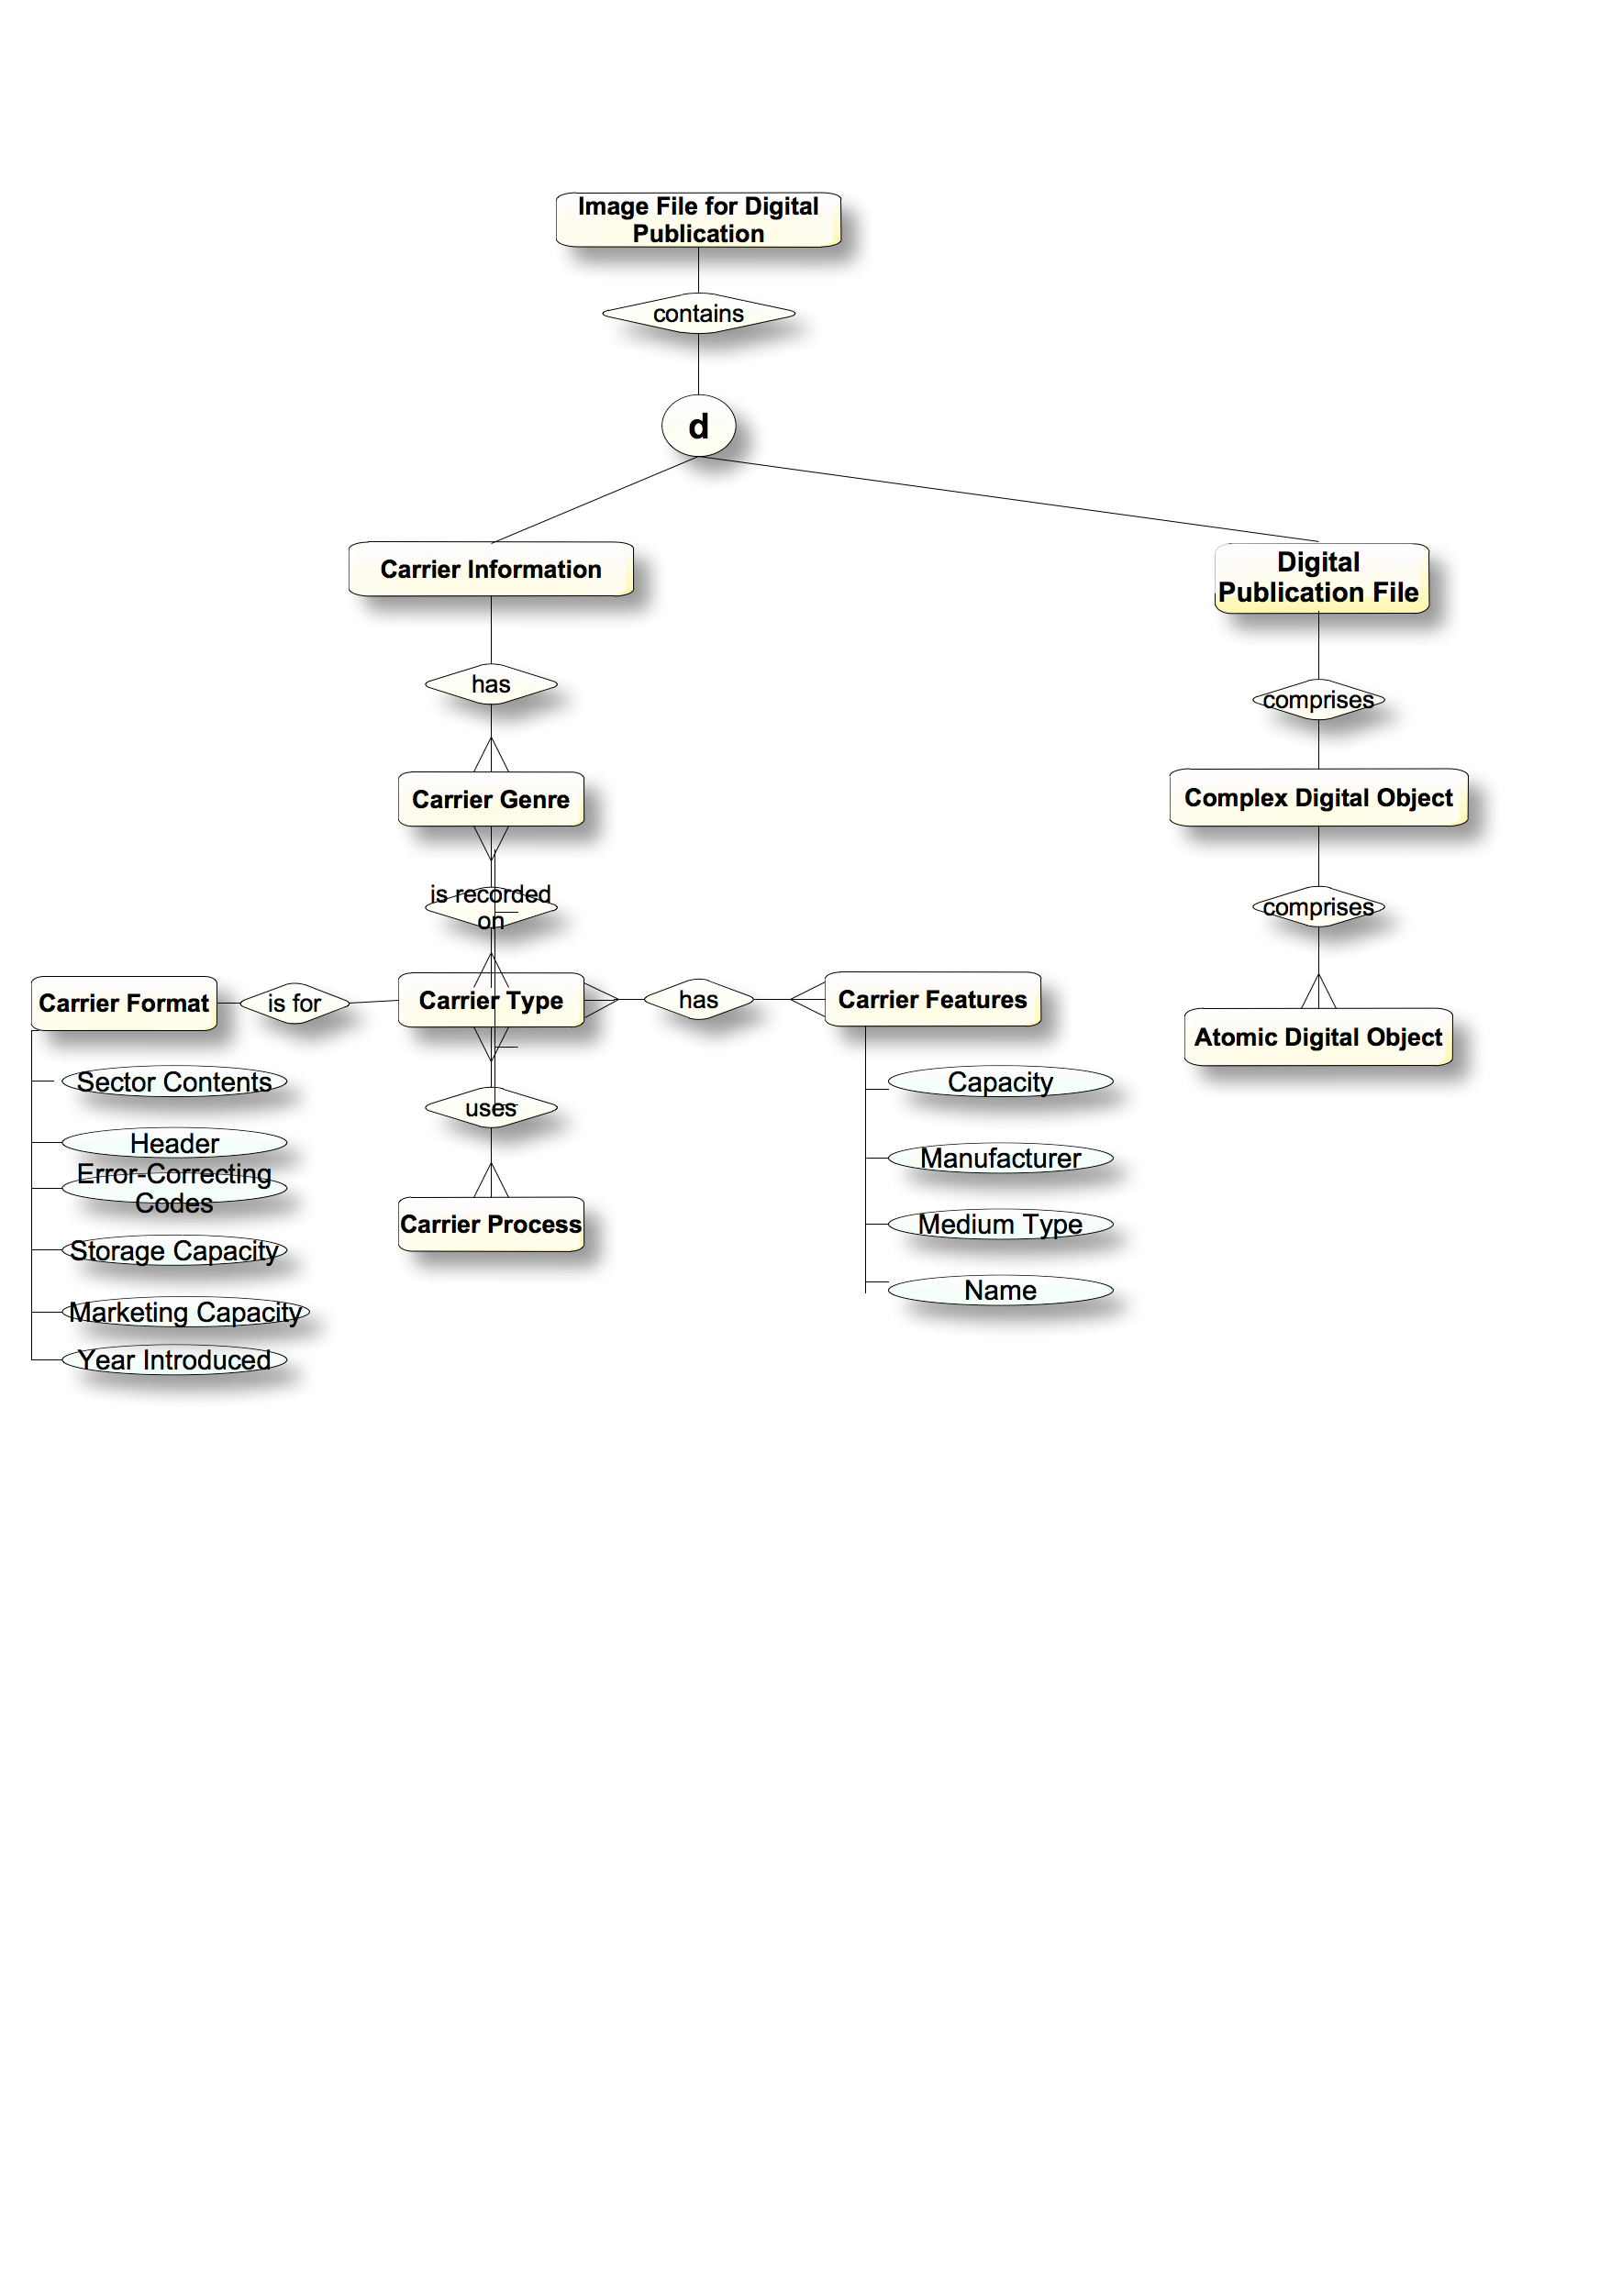 Image File for Digital
Publication
contains
d
Carrier Information
Digital
Publication File
has
comprises
Carrier Genre
Complex Digital Object
is recorded
on
comprises
Carrier Format
is for
Carrier Type
has
Carrier Features
Atomic Digital Object
Sector Contents
Capacity
uses
Header
Manufacturer
Error-Correcting
Codes
Carrier Process
Medium Type
Storage Capacity
Name
Marketing Capacity
Year Introduced